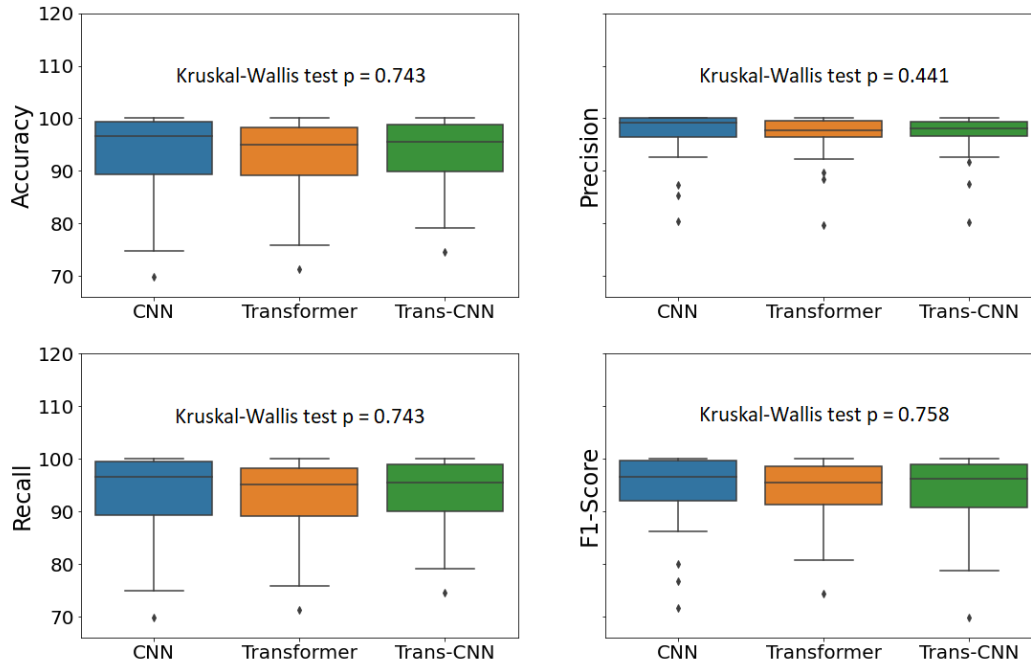 120
110
100
90
80
70
Accuracy
Kruskal-Wallis test p = 0.743
CNN Transformer Trans-CNN
Precision
Kruskal-Wallis test p = 0.441
CNN Transformer Trans-CNN
120
110
100
90
80
70
Recall
Kruskal-Wallis test p = 0.743
CNN Transformer Trans-CNN
F1-Score
Kruskal-Wallis test p = 0.758
CNN Transformer Trans-CNN